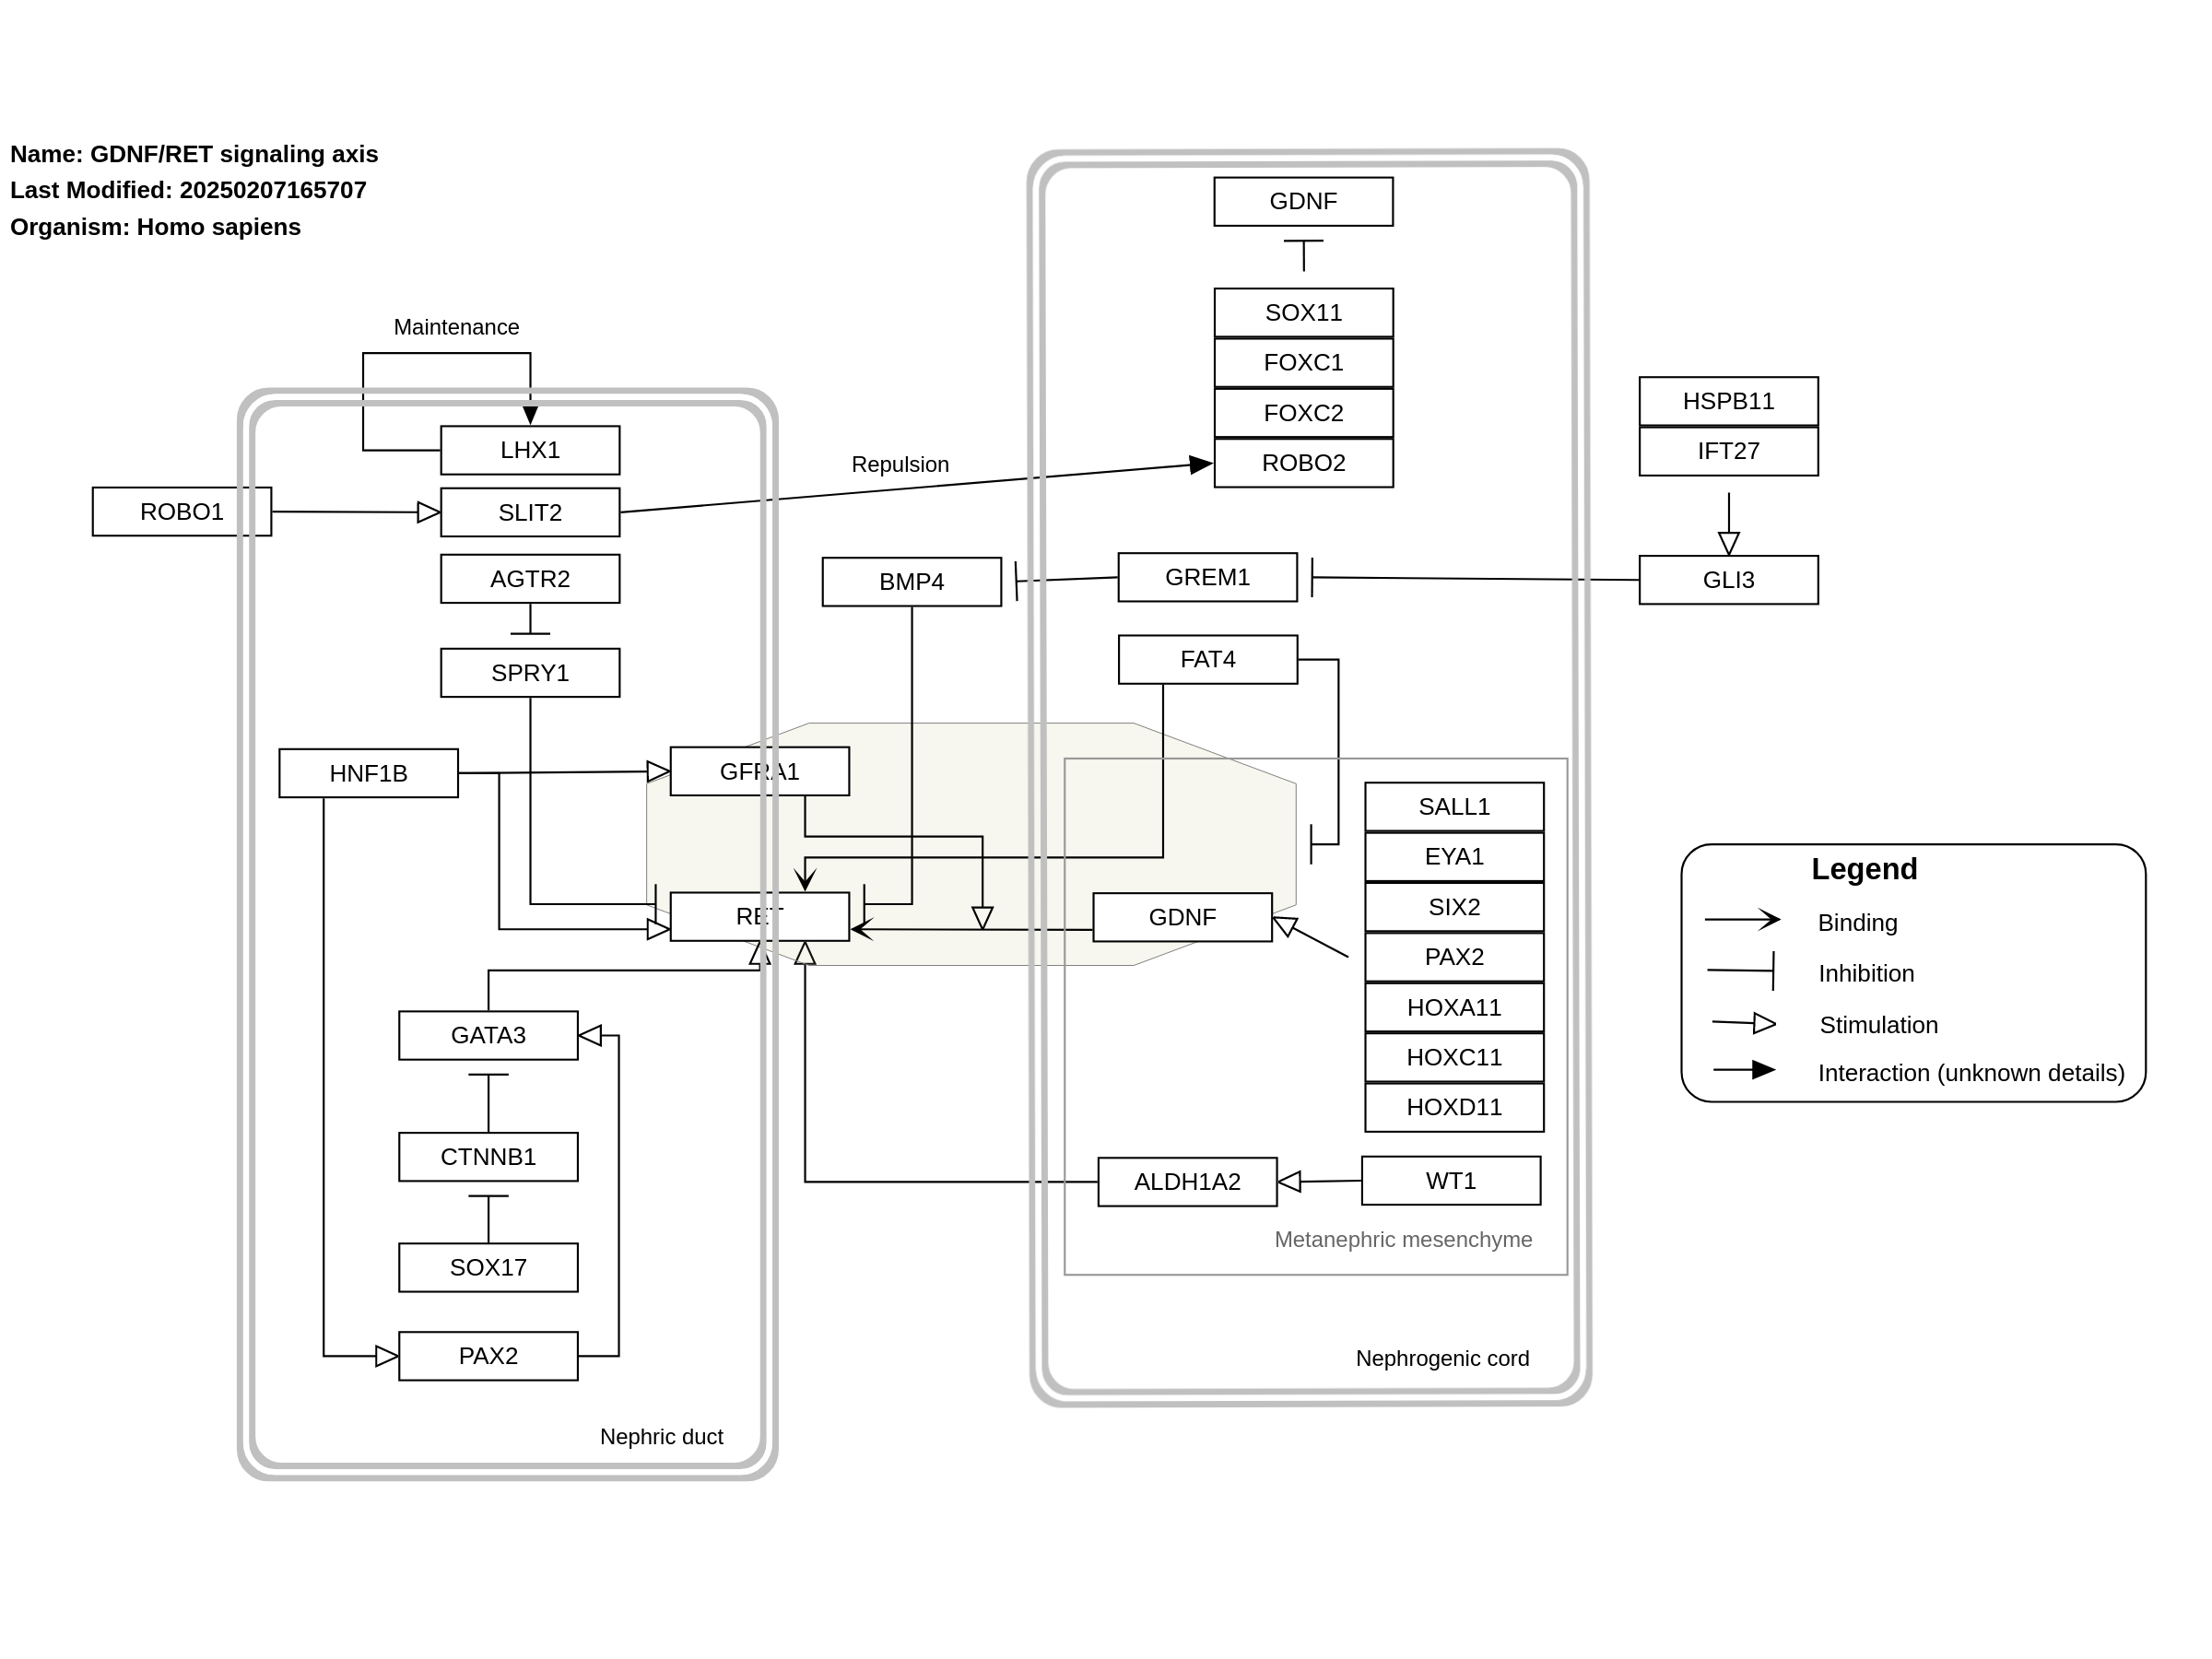 Name: GDNF/RET signaling axis
Last Modified: 20250207165707
Organism: Homo sapiens
GDNF
SOX11
FOXC1
FOXC2
ROBO2
Maintenance
LHX1
Repulsion
ROBO1
SLIT2
AGTR2
SPRY1
HSPB11
IFT27
BMP4
GREM1
GLI3
FAT4
HNF1B
GFRA1
RET
GDNF
SALL1
EYA1
SIX2
PAX2
HOXA11
HOXC11
HOXD11
GATA3
CTNNB1
SOX17
PAX2
ALDH1A2
WT1
Metanephric mesenchyme
Nephrogenic cord
Nephric duct
Legend
Binding
Inhibition
Stimulation
Interaction (unknown details)